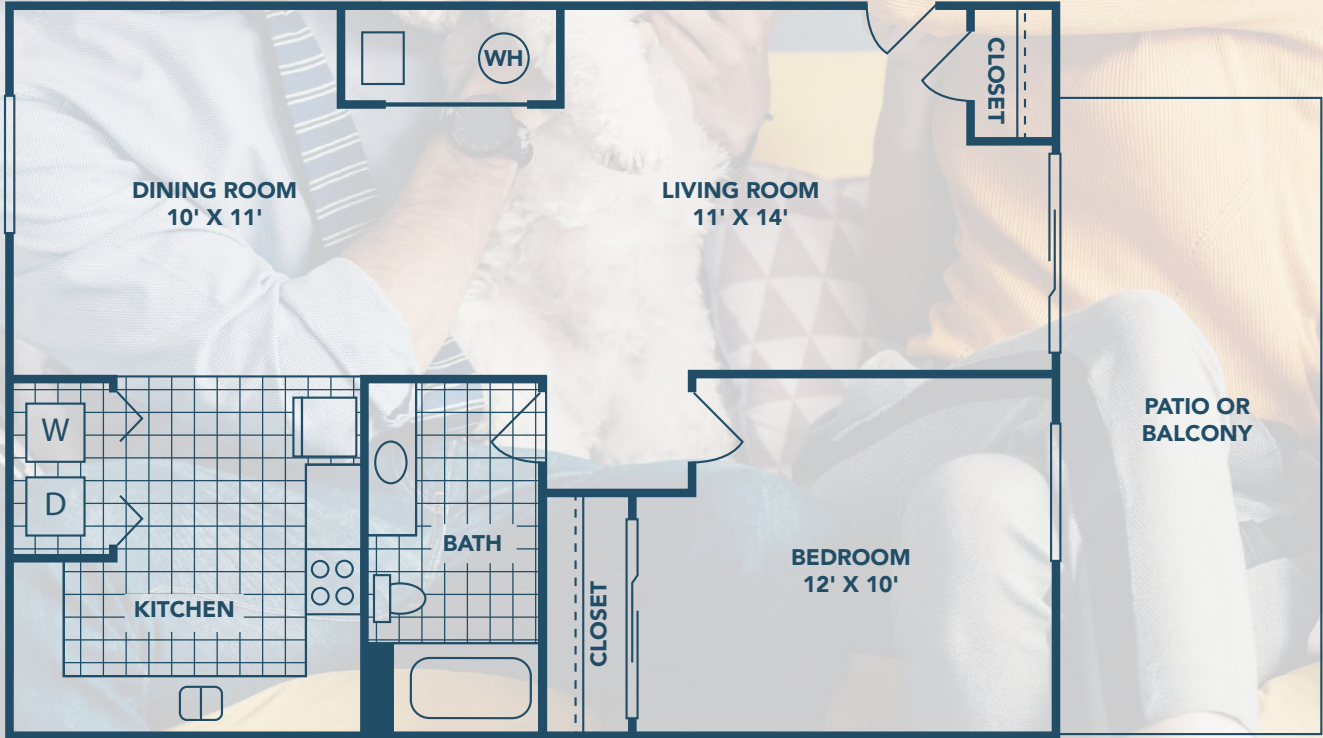 WH
CLOSET
DINING ROOM
10' X 11'
LIVING ROOM
11' X 14'
W
D
PATIO OR
BALCONY
BATH
BEDROOM
12' X 10'
KITCHEN
CLOSET